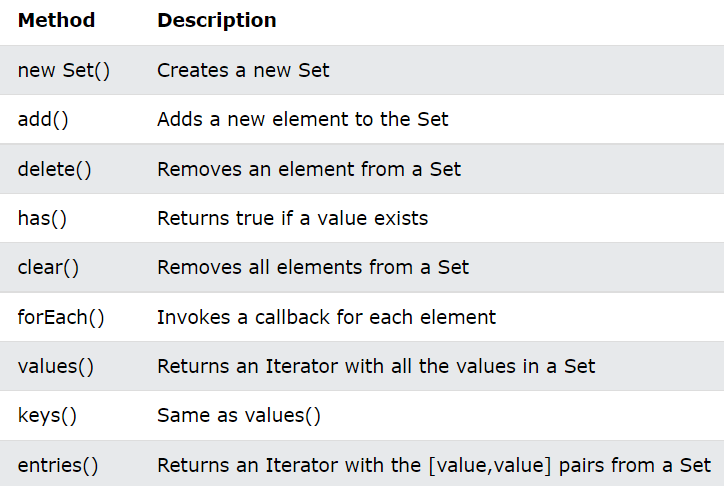 Method Description
new Set() Creates a new Set
add() Adds a new element to the Set
delete() Removes an element from a Set
has() Returns true if a value exists
clear() Removes all elements from a Set
forEach() Invokes a callback for each element
values() Returns an Iterator with all the values in a Set
keys() Same as values()
entries() Returns an Iterator with the [value,value] pairs from a Set